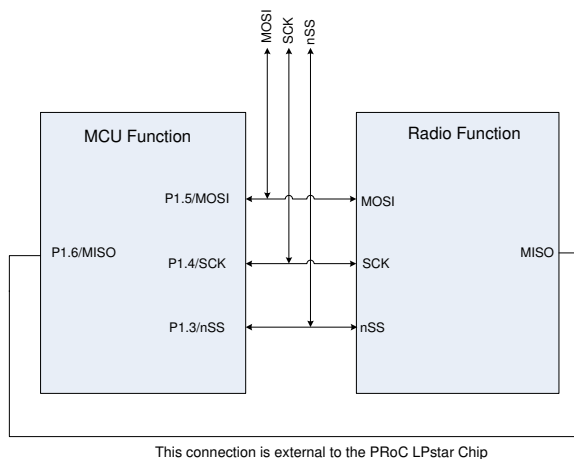 MOSI
SCK
nSS
MCU Function
Radio Function
P1.5/MOSI
MOSI
P1.6/MISO
P1.4/SCK
SCK
MISO
P1.3/nSS
nSS
This connection is external to the PRoC LPstar Chip